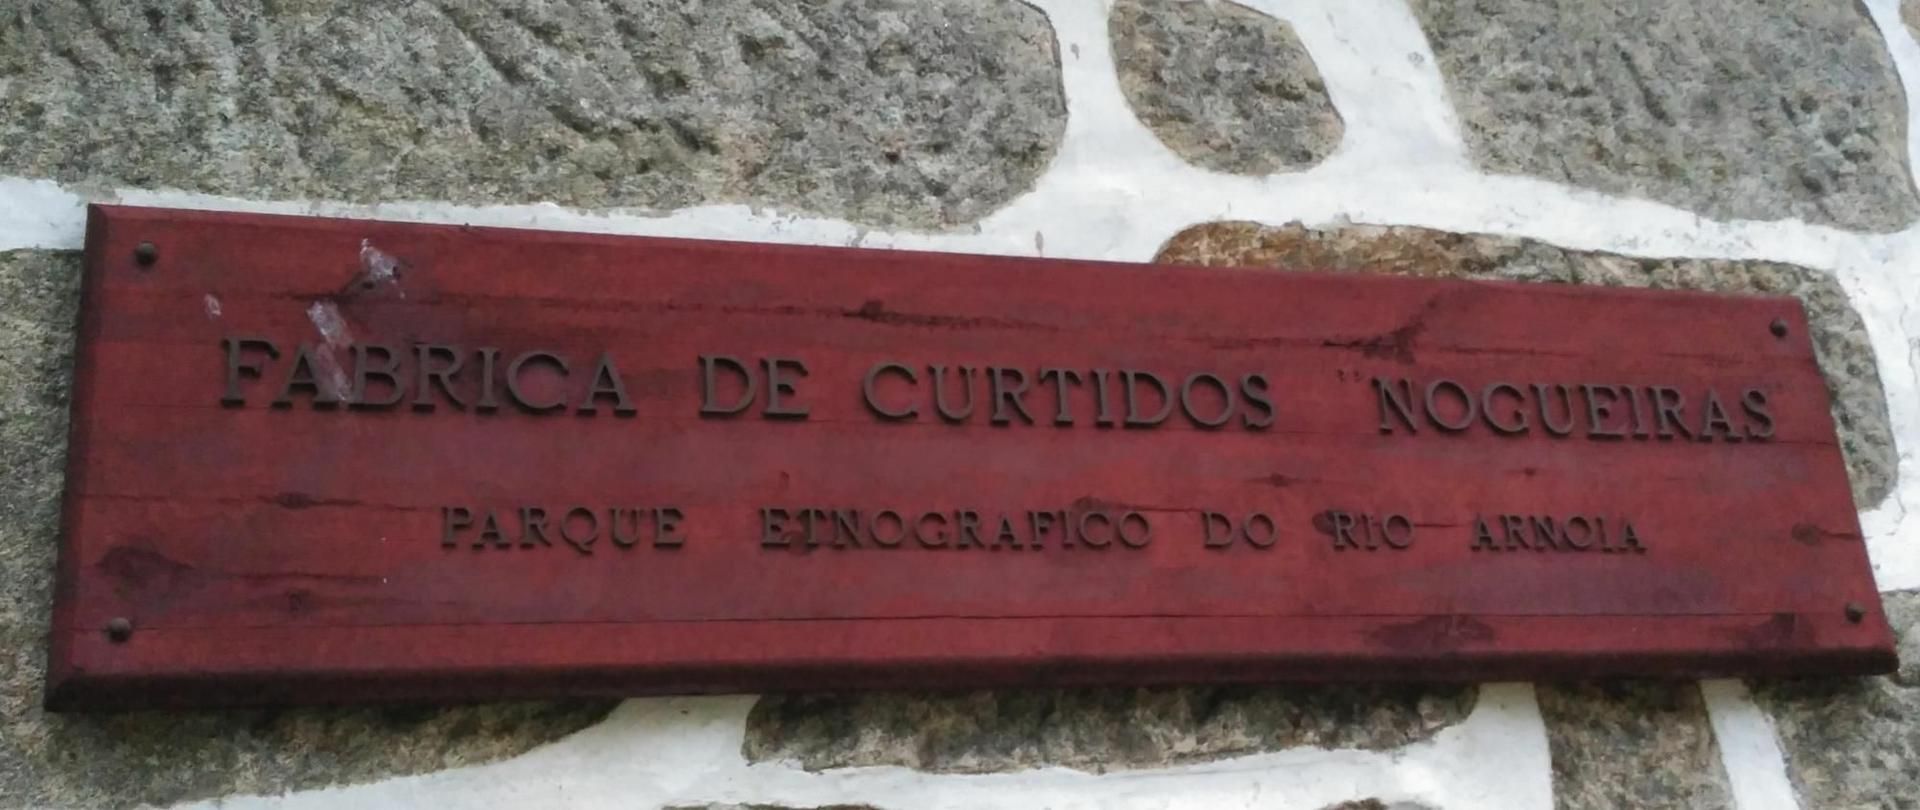 FABRICA DE CURTIDOS "NOGUEIRAS"
PARQUE ETNOGRAFICO DO RIO ARNOIA